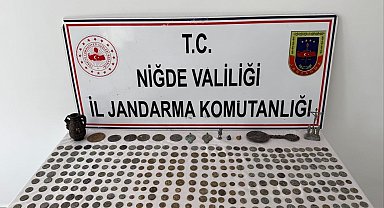 T.C.
NİĞDE VALİLİĞİ
İL JANDARMA KOMUTANLIĞI